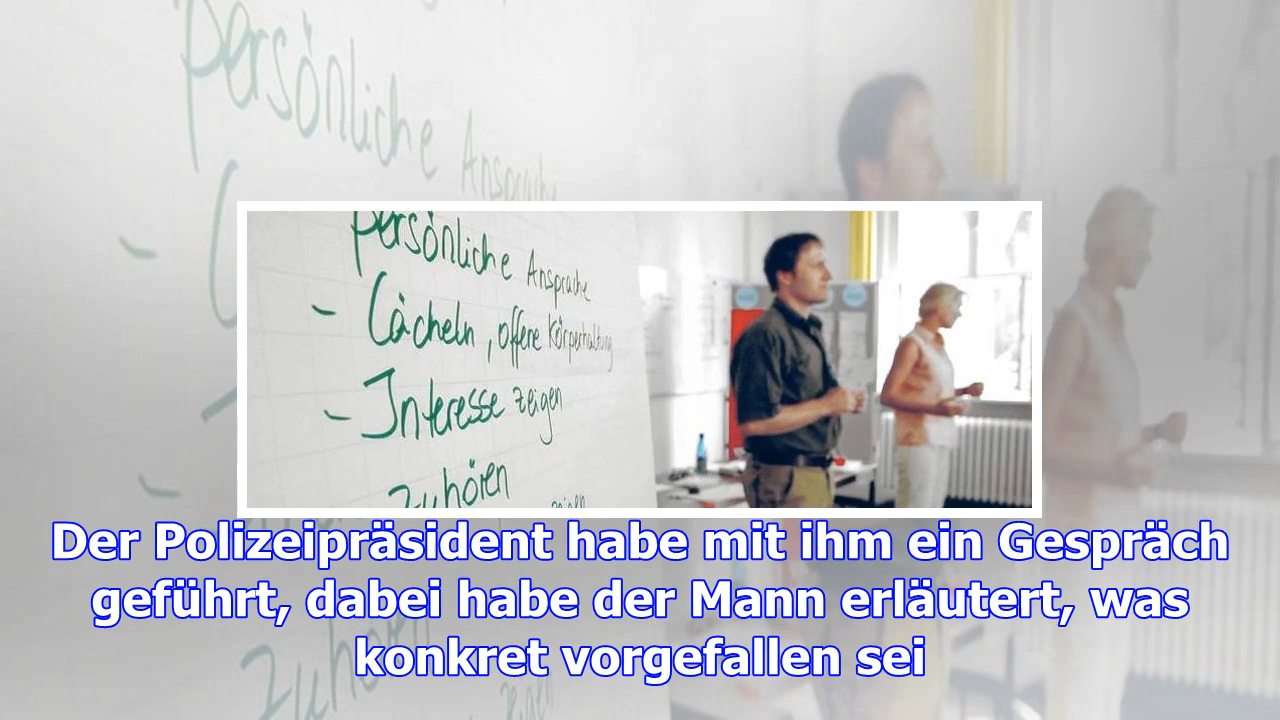 persönliche Ansprache
- Lächeln, offene Körperhaltung
- Interesse zeigen
zuhören
zeigen
Der Polizeipräsident habe mit ihm ein Gespräch
geführt, dabei habe der Mann erläutert, was
konkret vorgefallen sei